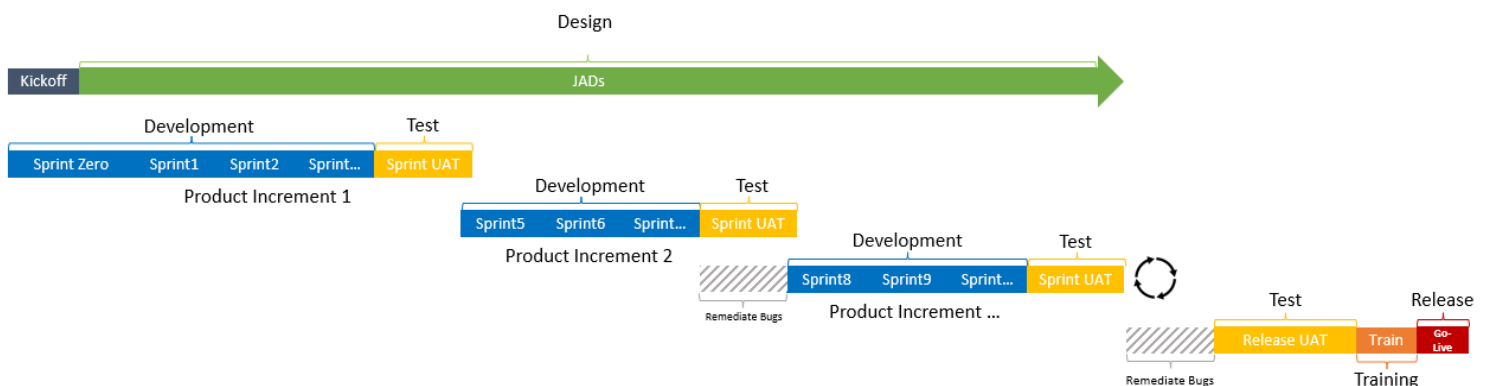 Design
Kickoff
JADs
Development
Test
Sprint Zero
Sprint1
Sprint2
Sprint...
Sprint UAT
Product Increment 1
Development
Test
Sprint5
Sprint6
Sprint...
Sprint UAT
Product Increment 2
Development
Test
Sprint8
Sprint9
Sprint...
Sprint UAT
Remediate Bugs
Product Increment ...
Test
Release
Release UAT
Train
Go-
Live
Remediate Bugs
Training